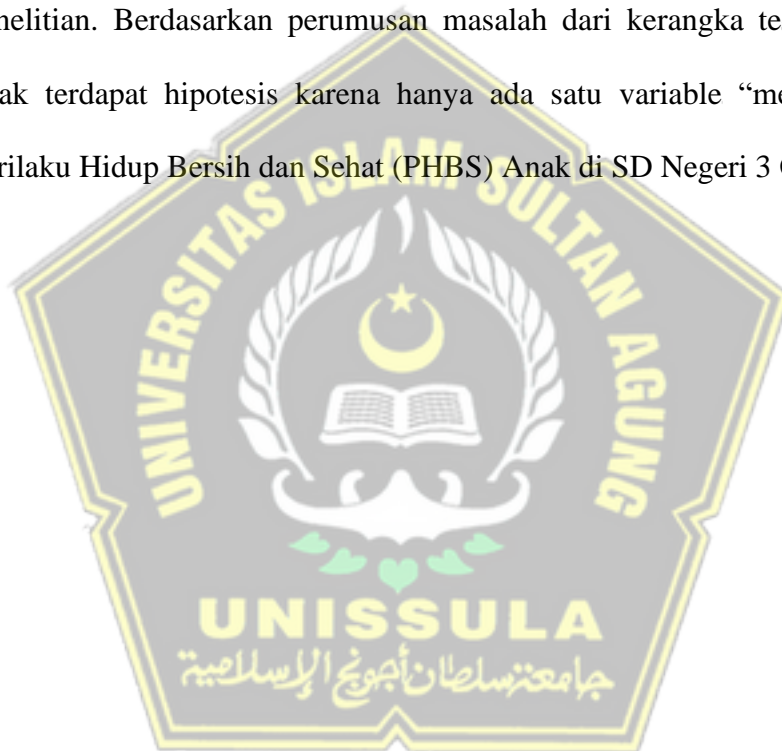 nelitian. Berdasarkan perumusan masalah dari kerangka te
ak terdapat hipotesis karena hanya ada satu variable “me
rilaku Hidup Bersih dan Sehat (PHBS) Anak di SD Negeri 3
UNIVERSITAS ISLAM SULTAN AGUNG
UNISSULA
جامعة سلطان أجونج الإسلامية